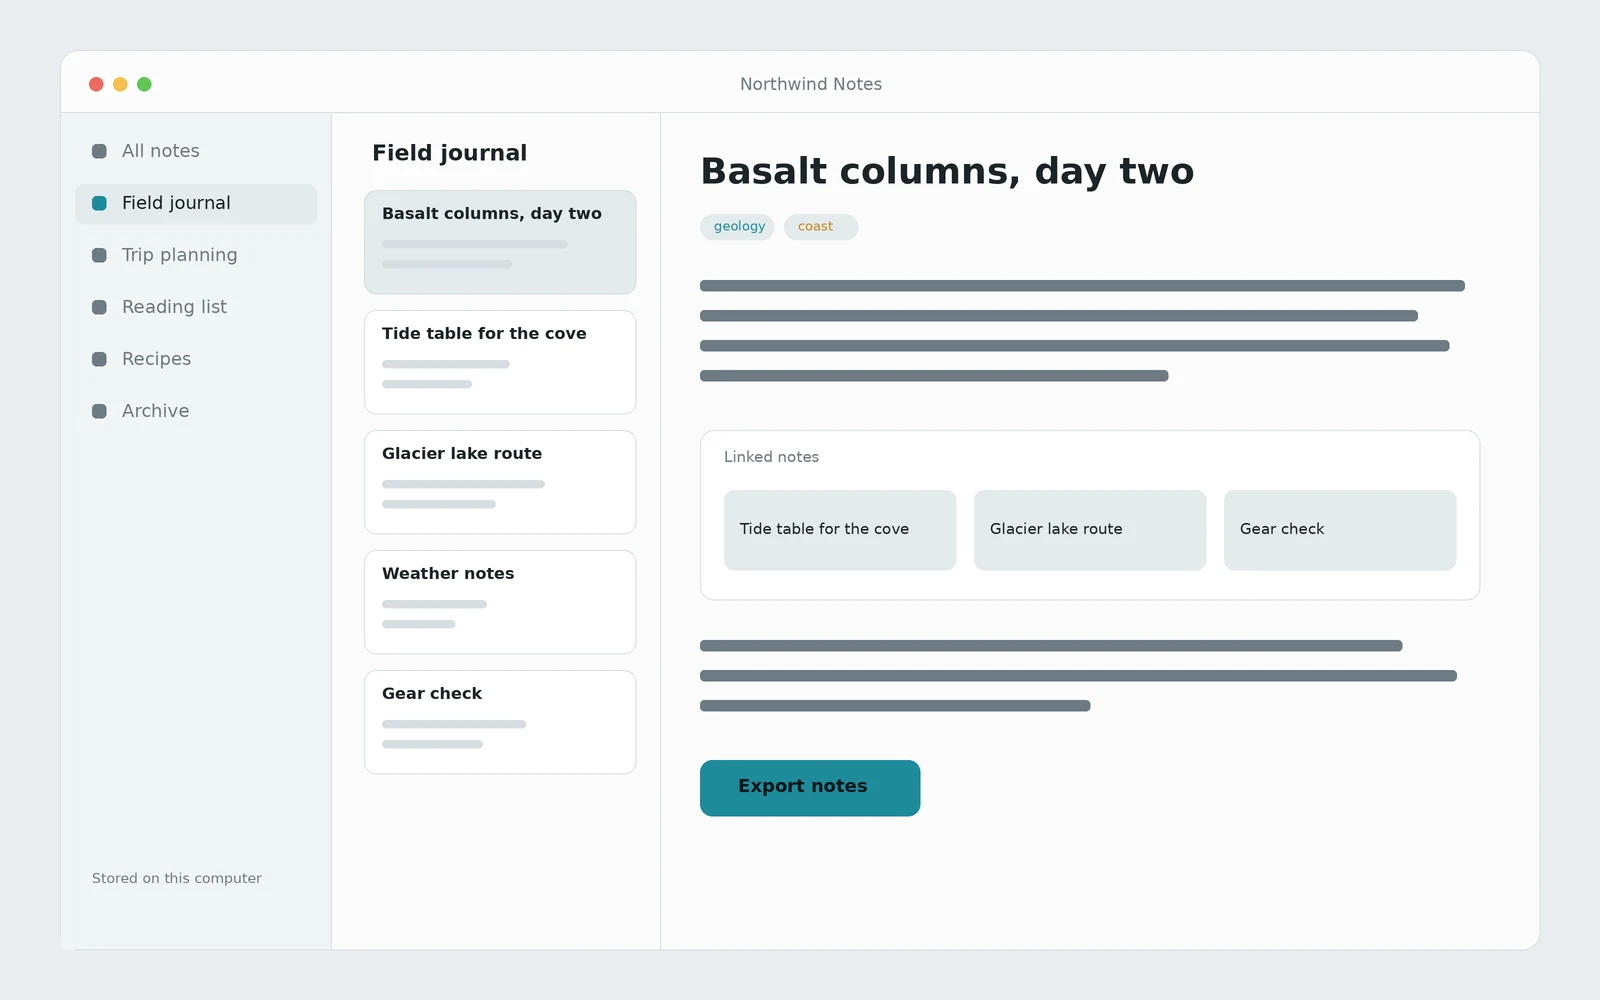 Northwind Notes
All notes
Field journal
Trip planning
Reading list
Recipes
Archive
Stored on this computer
Field journal
Basalt columns, day two
Tide table for the cove
Glacier lake route
Weather notes
Gear check
Basalt columns, day two
geology
coast
Linked notes
Tide table for the cove
Glacier lake route
Gear check
Export notes